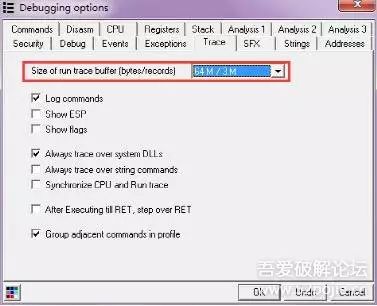 Debugging options
Commands Disasm CPU Registers Stack Analysis 1 Analysis 2 Analysis 3
Security Debug Events Exceptions Trace SFX Strings Addresses
Size of run trace buffer (bytes/records) 64 M / 3 M
Log commands
Show ESP
Show flags
Always trace over system DLLs
Always trace over string commands
Synchronize CPU and Run trace
After Executing till RET, step over RET
Group adjacent commands in profile
OK Undo Cancel
吾爱破解论坛
www.52pojie.cn